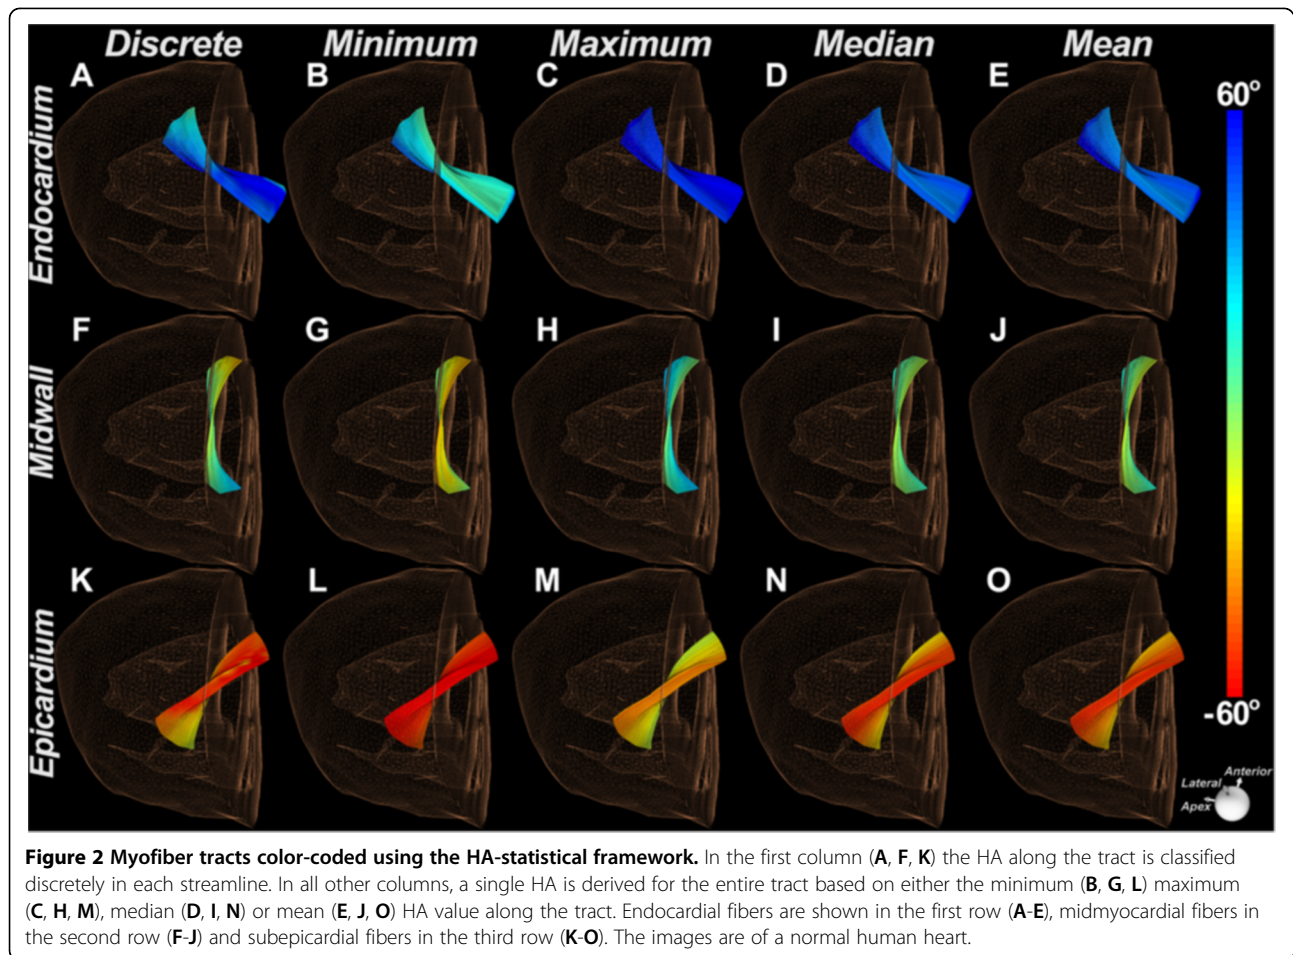 Discrete Minimum Maximum Median Mean
A B C D E
60°
Endocardium
F G H I J
Midwall
K L M N O
Epicardium
-60°
Anterior
Lateral
Apex
Figure 2 Myofiber tracts color-coded using the HA-statistical framework. In the first column (A, F, K) the HA along the tract is classified
discretely in each streamline. In all other columns, a single HA is derived for the entire tract based on either the minimum (B, G, L) maximum
(C, H, M), median (D, I, N) or mean (E, J, O) HA value along the tract. Endocardial fibers are shown in the first row (A-E), midmyocardial fibers in
the second row (F-J) and subepicardial fibers in the third row (K-O). The images are of a normal human heart.